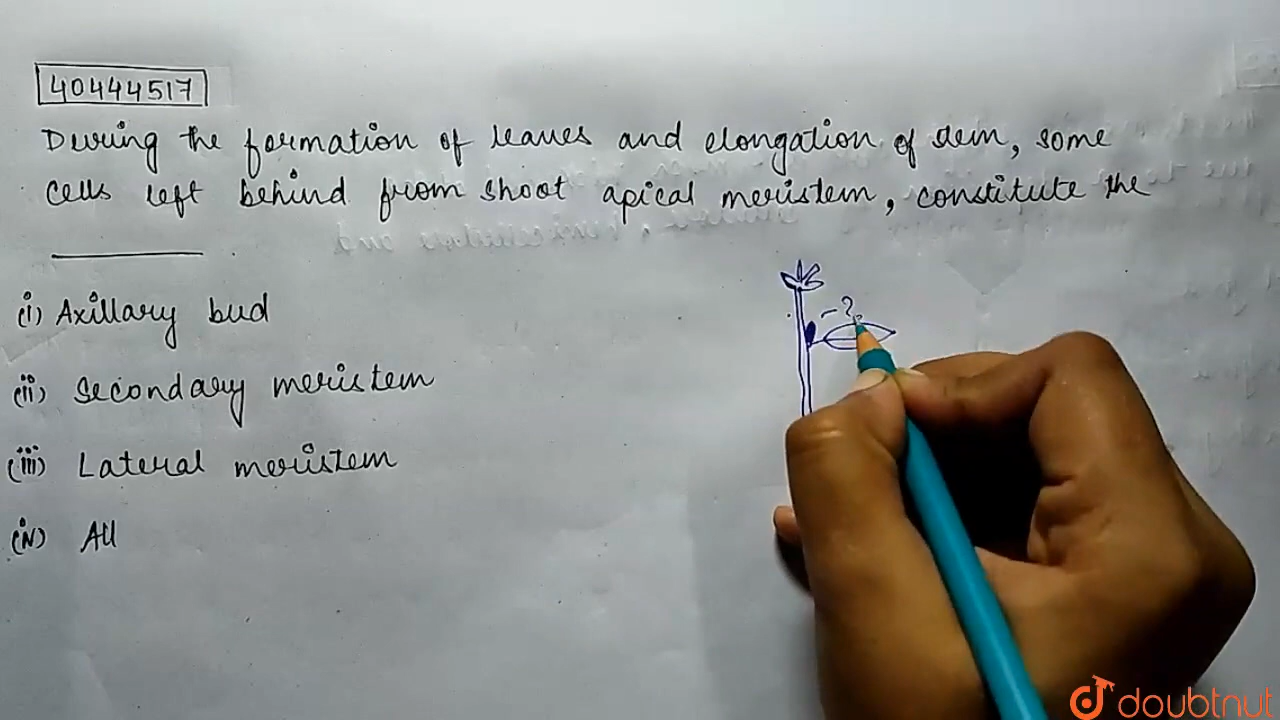 40444517
During the formation of leaves and elongation of stem, some
cells left behind from shoot apical meristem, constitute the
(i) Axillary bud
- ?
(ii) Secondary meristem
(iii) Lateral meristem
(iv) All
doubtnut